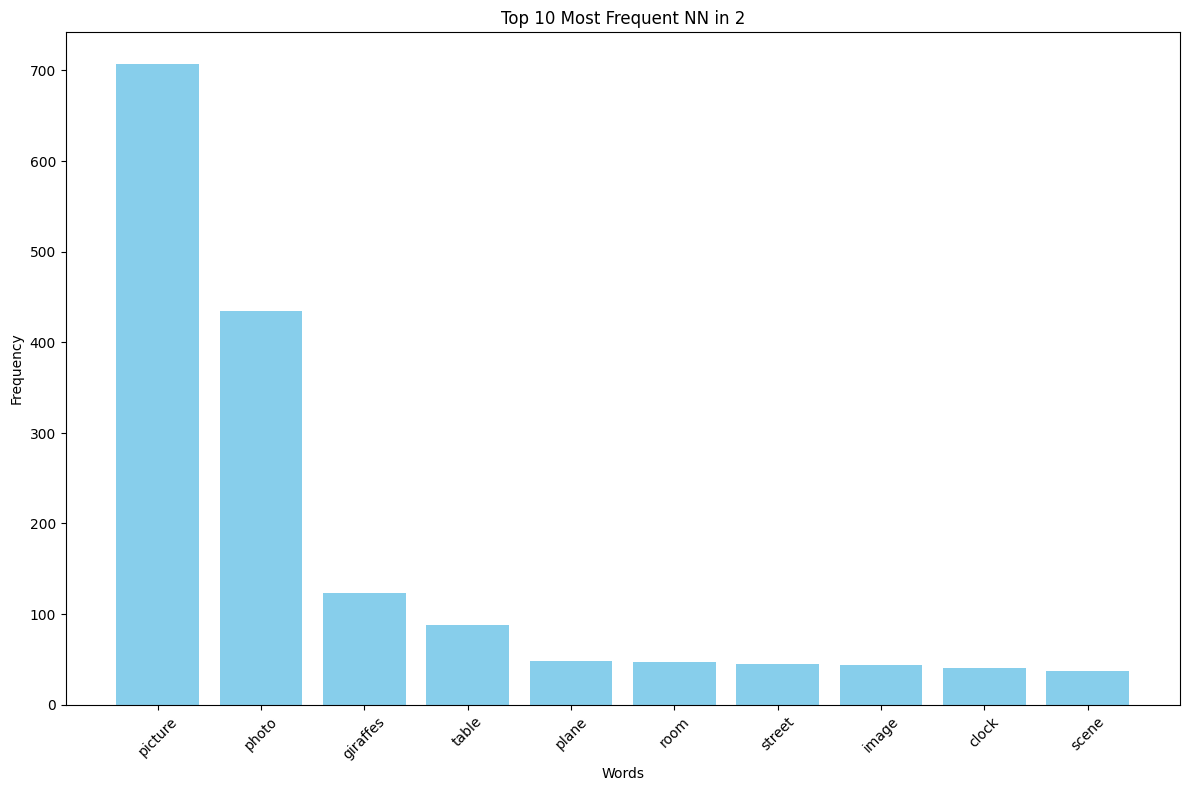 Top 10 Most Frequent NN in 2
Frequency
700
600
500
400
300
200
100
0
picture
photo
giraffes
table
plane
room
street
image
clock
scene
Words